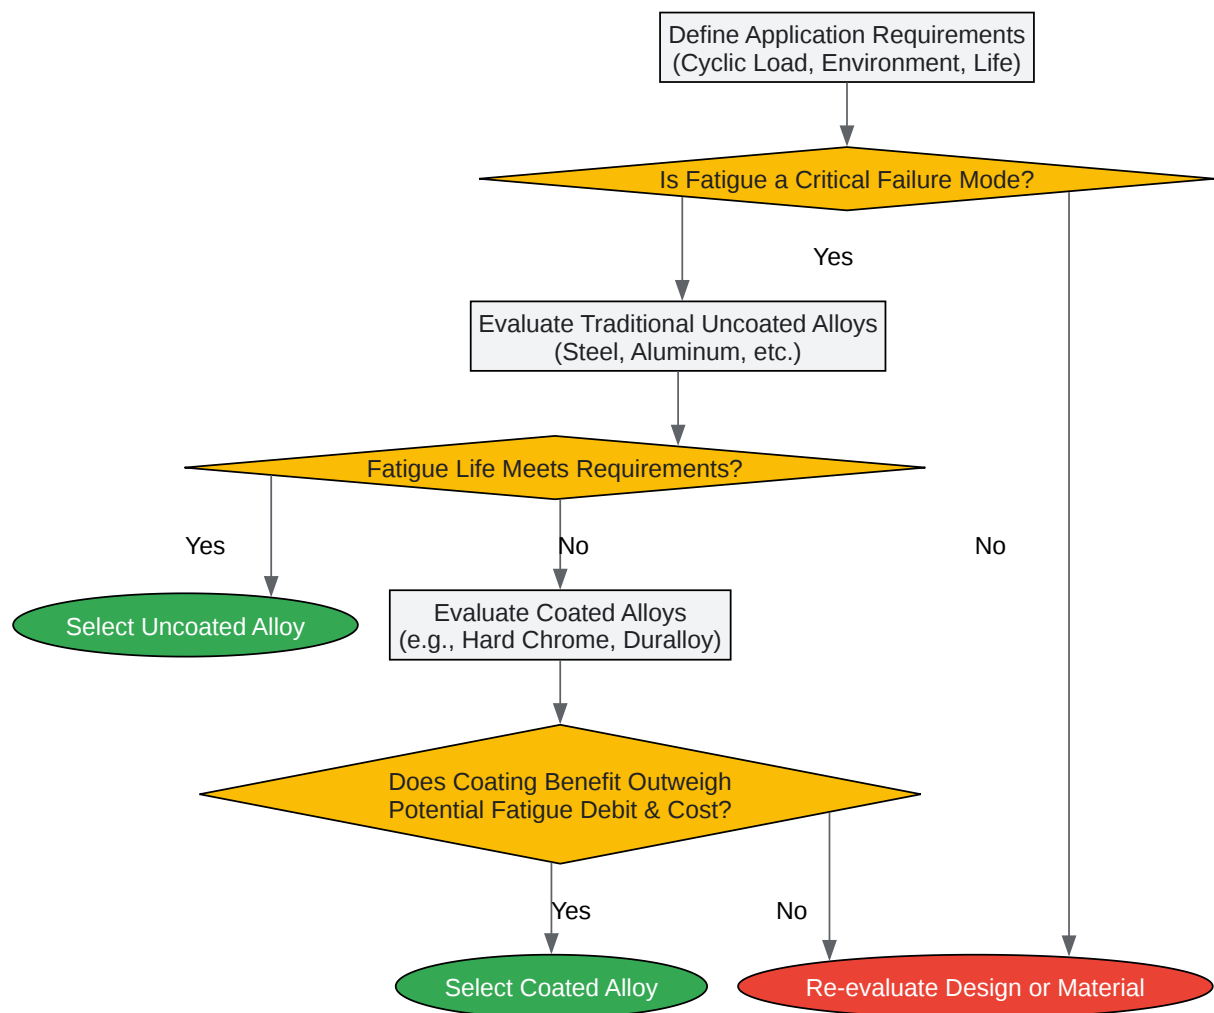 Define Application Requirements
(Cyclic Load, Environment, Life)
Is Fatigue a Critical Failure Mode?
Yes
Evaluate Traditional Uncoated Alloys
(Steel, Aluminum, etc.)
Fatigue Life Meets Requirements?
Yes
No
No
Select Uncoated Alloy
Evaluate Coated Alloys
(e.g., Hard Chrome, Duralloy)
Does Coating Benefit Outweigh
Potential Fatigue Debit & Cost?
Yes
No
Select Coated Alloy
Re-evaluate Design or Material